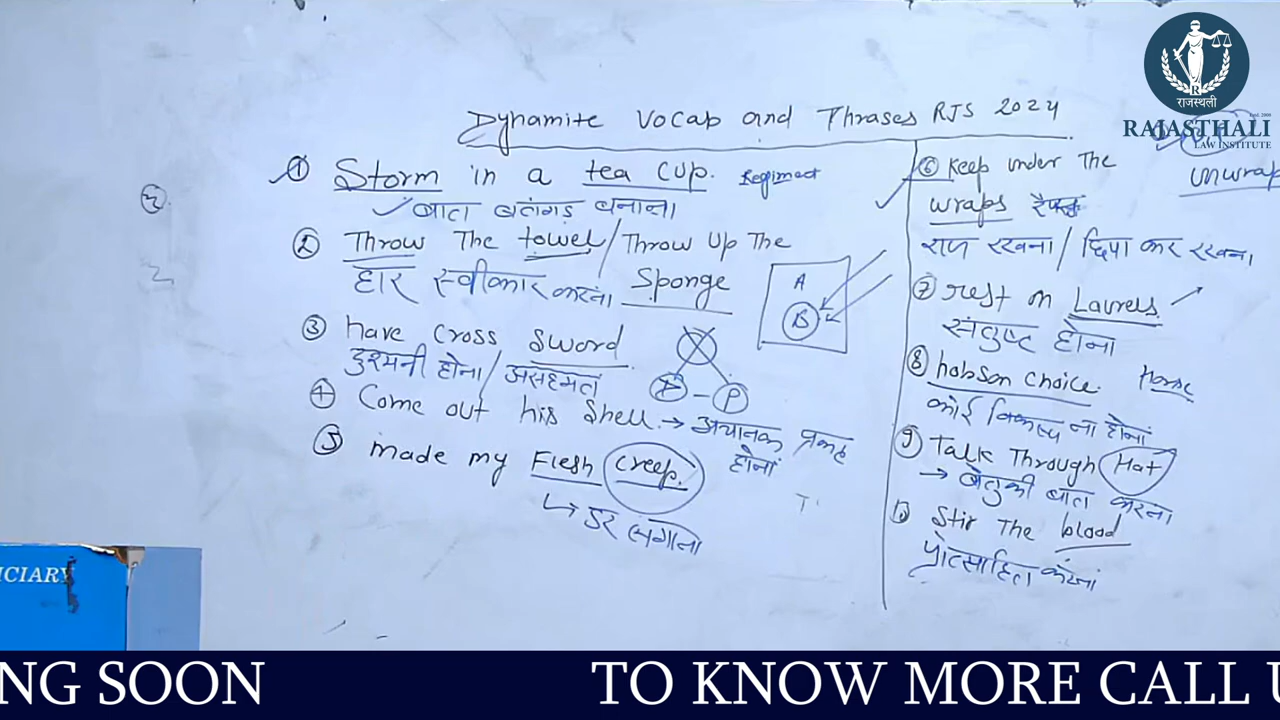 Dynamite Vocab and Thrases RJS 2024
① Storm in a tea cup. Regiment
बाता बतंगड़ बनाना
② Throw The towel / Throw Up The
Sponge
हार स्वीकार करना
③ have cross sword
दुश्मनी होना / असहमत
④ Come out his shell. → अचानक प्रकट
होनां
⑤ made my Flesh creep.
↳ डर लगाना
A
B
P
⑥ Keep under The
wraps
unwrap
राज रखना / छिपा कर रखना
⑦ rest on Laurels
संतुष्ट होना
⑧ hobson choice. Horse
कोई विकल्प ना होनां
⑨ Talk Through Hat
→ बेतुकी बात करना
10 Stir The blood
प्रोत्साहित करनां
राजस्थली
Estd. 2000
RAJASTHALI
LAW INSTITUTE
ICIARY
NG SOON TO KNOW MORE CALL U